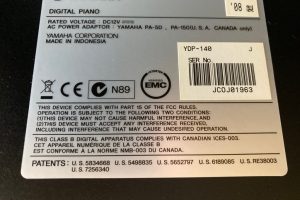 DIGITAL PIANO
'08
RATED VOLTAGE : DC12V
AC POWER ADAPTOR : YAMAHA PA-5D , PA-150(U.S.A, CANADA only)
YAMAHA CORPORATION
MADE IN INDONESIA
YDP-140 J
SER No
JCOJ01963
CE N89 EMC
THIS DEVICE COMPLIES WITH PART 15 OF THE FCC RULES.
OPERATION IS SUBJECT TO THE FOLLOWING TWO CONDITIONS:
(1) THIS DEVICE MAY NOT CAUSE HARMFUL INTERFERENCE, AND
(2) THIS DEVICE MUST ACCEPT ANY INTERFERENCE RECEIVED,
INCLUDING INTERFERENCE THAT MAY CAUSE UNDESIRED OPERATION.
THIS CLASS B DIGITAL APPARATUS COMPLIES WITH CANADIAN ICES-003.
CET APPAREIL NUMÉRIQUE DE LA CLASSE B
EST CONFORME A LA NORME NMB-003 DU CANADA.
PATENTS: U.S.5834668 U.S.5498835 U.S.5652797 U.S.6189085 U.S.RE38003
U.S.7256340